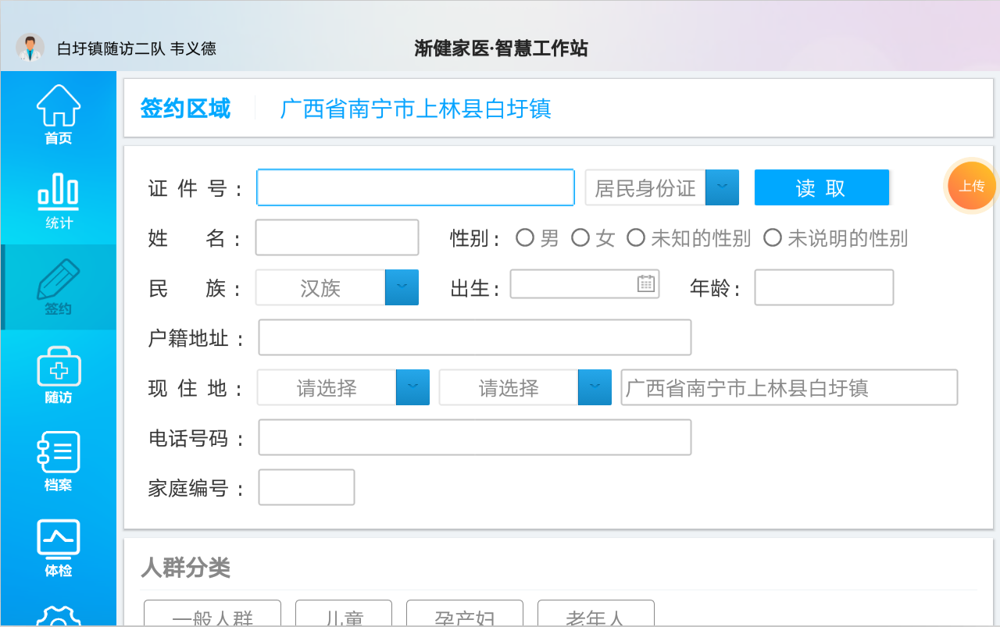 白圩镇随访二队 韦义德
渐健家医·智慧工作站
首页
统计
签约
随访
档案
体检
签约区域 广西省南宁市上林县白圩镇
证件号: 居民身份证 读取
上传
姓名: 性别: 男 女 未知的性别 未说明的性别
民族: 汉族 出生: 年龄:
户籍地址:
现住地: 请选择 请选择 广西省南宁市上林县白圩镇
电话号码:
家庭编号:
人群分类
一般人群 儿童 孕产妇 老年人